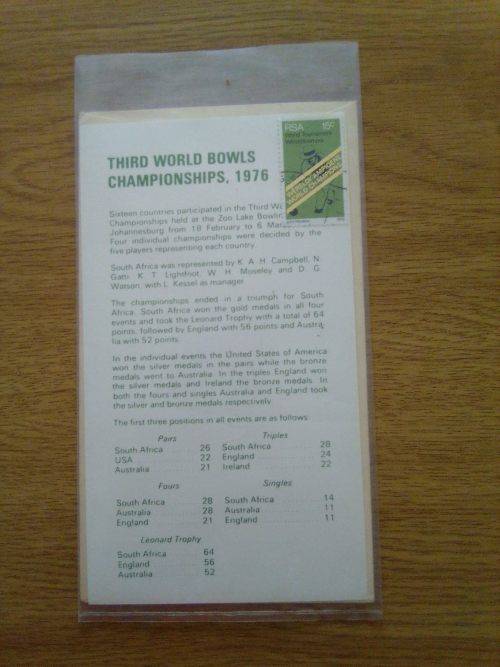 RSA 15c
World Tournament
THIRD WORLD BOWLS
CHAMPIONSHIPS, 1976
Sixteen countries participated in the Third
Championships held at the Zoo Lake
Johannesburg from 18 February to 6
Four individual championships were decided by the
five players representing each country.
South Africa was represented by K. A. H. Campbell, N.
Gatti, K. T. Lightfoot, W. H. Moseley and D. G.
Watson, with L. Kessel as manager.
The championships ended in a triumph for South
Africa. South Africa won the gold medals in all four
events and took the Leonard Trophy with a total of 64
points, followed by England with 56 points and Austra-
lia with 52 points.
In the individual events the United States of America
won the silver medals in the pairs while the bronze
medals went to Australia. In the triples England won
the silver medals and Ireland the bronze medals. In
both the fours and singles Australia and England took
the silver and bronze medals respectively.
The first three positions in all events are as follows:
Pairs Triples
South Africa 26 South Africa 28
USA 22 England 24
Australia 21 Ireland 22
Fours Singles
South Africa 28 South Africa 14
Australia 28 Australia 11
England 21 England 11
Leonard Trophy
South Africa 64
England 56
Australia 52